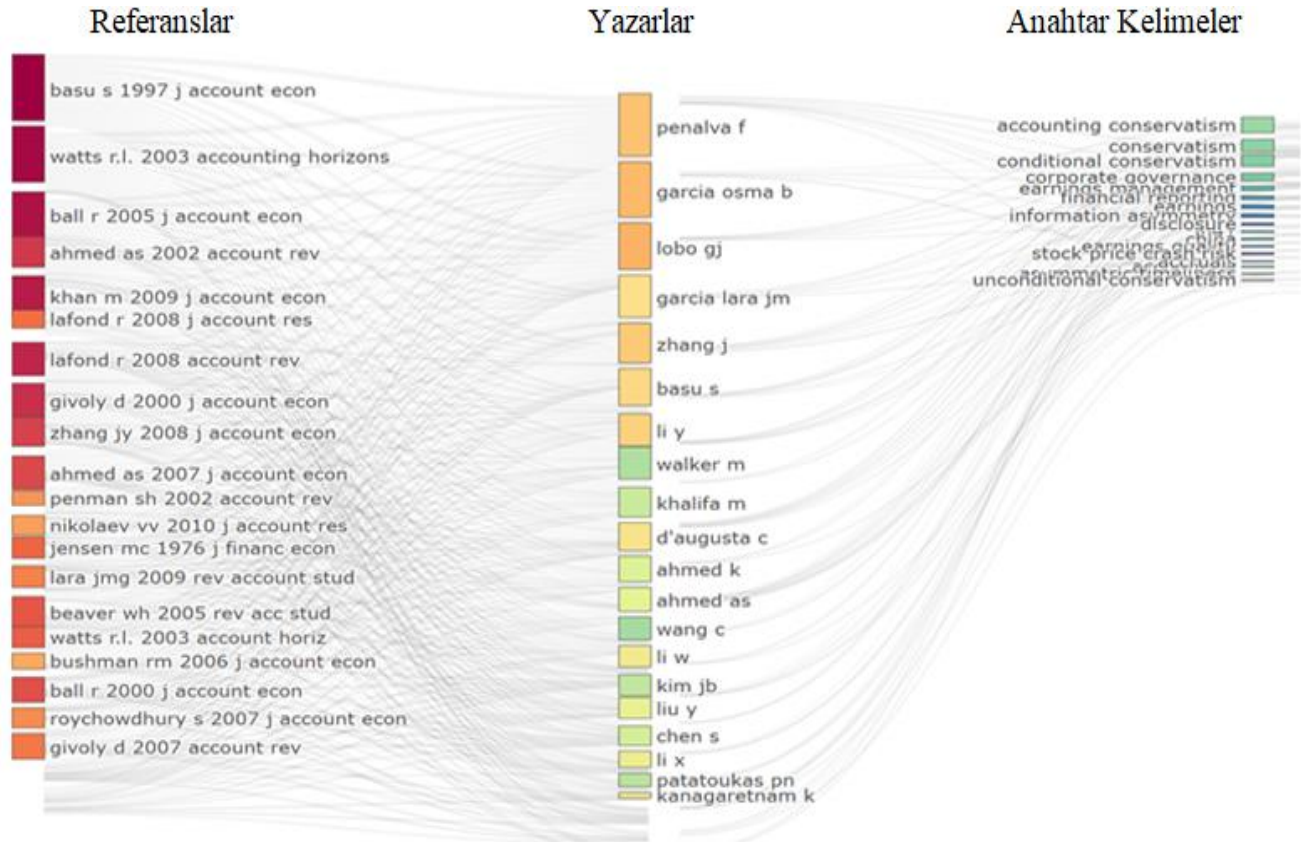 Referanslar
Yazarlar
Anahtar Kelimeler
basu s 1997 j account econ
watts r.l. 2003 accounting horizons
ball r 2005 j account econ
ahmed as 2002 account rev
khan m 2009 j account econ
lafond r 2008 j account res
lafond r 2008 account rev
givoly d 2000 j account econ
zhang jy 2008 j account econ
ahmed as 2007 j account econ
penman sh 2002 account rev
nikolaev vv 2010 j account res
jensen mc 1976 j financ econ
lara jmg 2009 rev account stud
beaver wh 2005 rev acc stud
watts r.l. 2003 account horiz
bushman rm 2006 j account econ
ball r 2000 j account econ
roychowdhury s 2007 j account econ
givoly d 2007 account rev
penalva f
garcia osma b
lobo gj
garcia lara jm
zhang j
basu s
li y
walker m
khalifa m
d'augusta c
ahmed k
ahmed as
wang c
li w
kim jb
liu y
chen s
li x
patatoukas pn
kanagaretnam k
accounting conservatism
conservatism
conditional conservatism
corporate governance
earnings management
financial reporting
earnings
information asymmetry
disclosure
china
earnings quality
stock price crash risk
accruals
asymmetric timeliness
unconditional conservatism